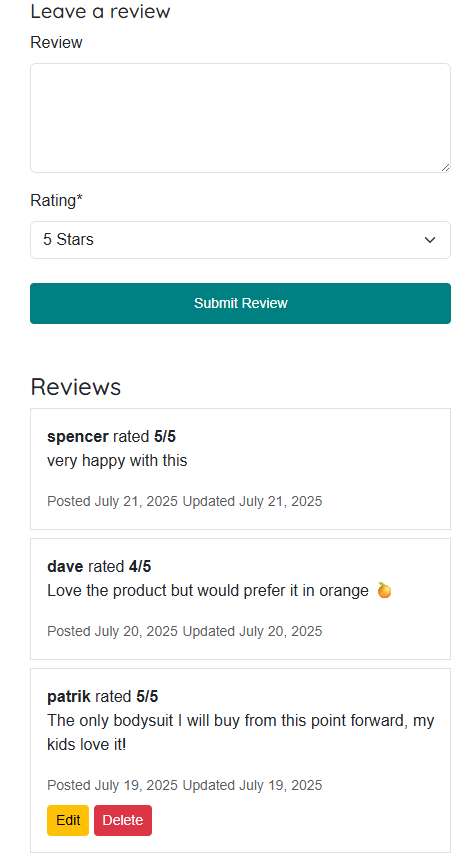 Leave a review
Review
Rating*
5 Stars
Submit Review
Reviews
spencer rated 5/5
very happy with this
Posted July 21, 2025 Updated July 21, 2025
dave rated 4/5
Love the product but would prefer it in orange 🍊
Posted July 20, 2025 Updated July 20, 2025
patrik rated 5/5
The only bodysuit I will buy from this point forward, my
kids love it!
Posted July 19, 2025 Updated July 19, 2025
Edit Delete